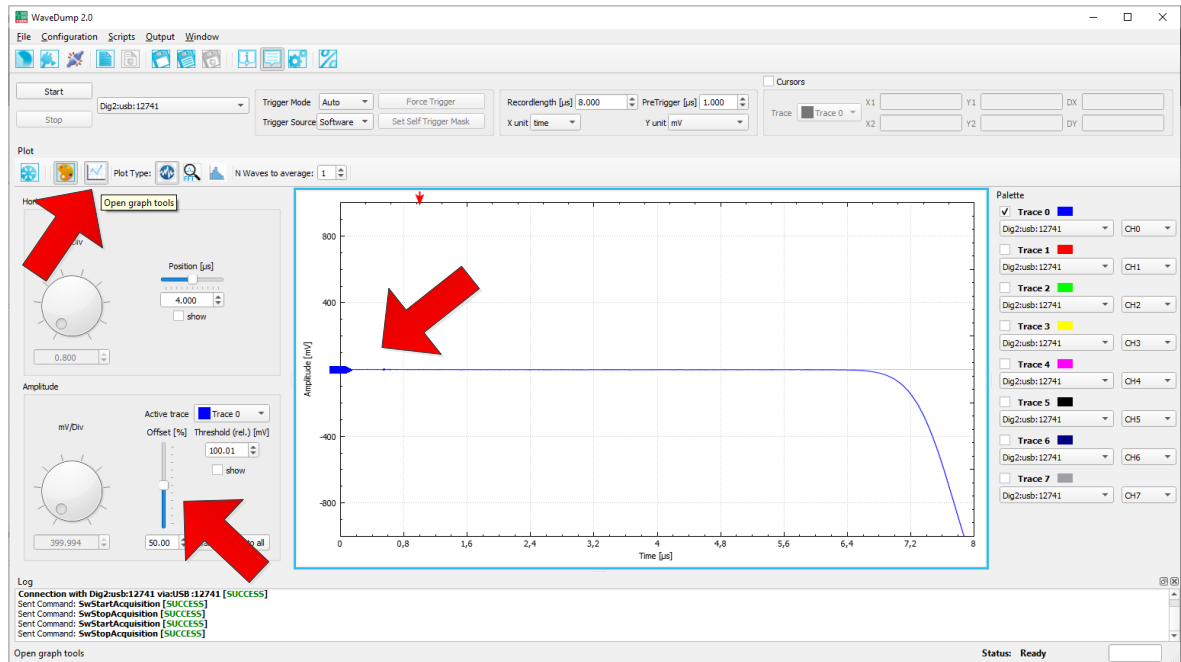 WaveDump 2.0
File Configuration Scripts Output Window
Start
Stop
Dig2:usb:12741
Trigger Mode Auto Force Trigger
Trigger Source Software Set Self Trigger Mask
Recordlength [µs] 8.000 PreTrigger [µs] 1.000
X unit time Y unit mV
Cursors
Trace Trace 0
X1 Y1 DX
X2 Y2 DY
Plot
Plot Type: FFT N Waves to average: 1
Open graph tools
Position [µs]
4.000
show
0.800
Amplitude
mV/Div
Active trace Trace 0
Offset [%] Threshold (rel.) [mV]
100.01
show
399.994
50.00
to all
Amplitude [mV]
800
400
-400
-800
0 0,8 1,6 2,4 3,2 4 4,8 5,6 6,4 7,2 8
Time [µs]
Palette
Trace 0
Dig2:usb:12741 CH0
Trace 1
Dig2:usb:12741 CH1
Trace 2
Dig2:usb:12741 CH2
Trace 3
Dig2:usb:12741 CH3
Trace 4
Dig2:usb:12741 CH4
Trace 5
Dig2:usb:12741 CH5
Trace 6
Dig2:usb:12741 CH6
Trace 7
Dig2:usb:12741 CH7
Log
Connection with Dig2:usb:12741 via:USB :12741 [SUCCESS]
Sent Command: SwStartAcquisition [SUCCESS]
Sent Command: SwStopAcquisition [SUCCESS]
Sent Command: SwStartAcquisition [SUCCESS]
Sent Command: SwStopAcquisition [SUCCESS]
Open graph tools
Status: Ready